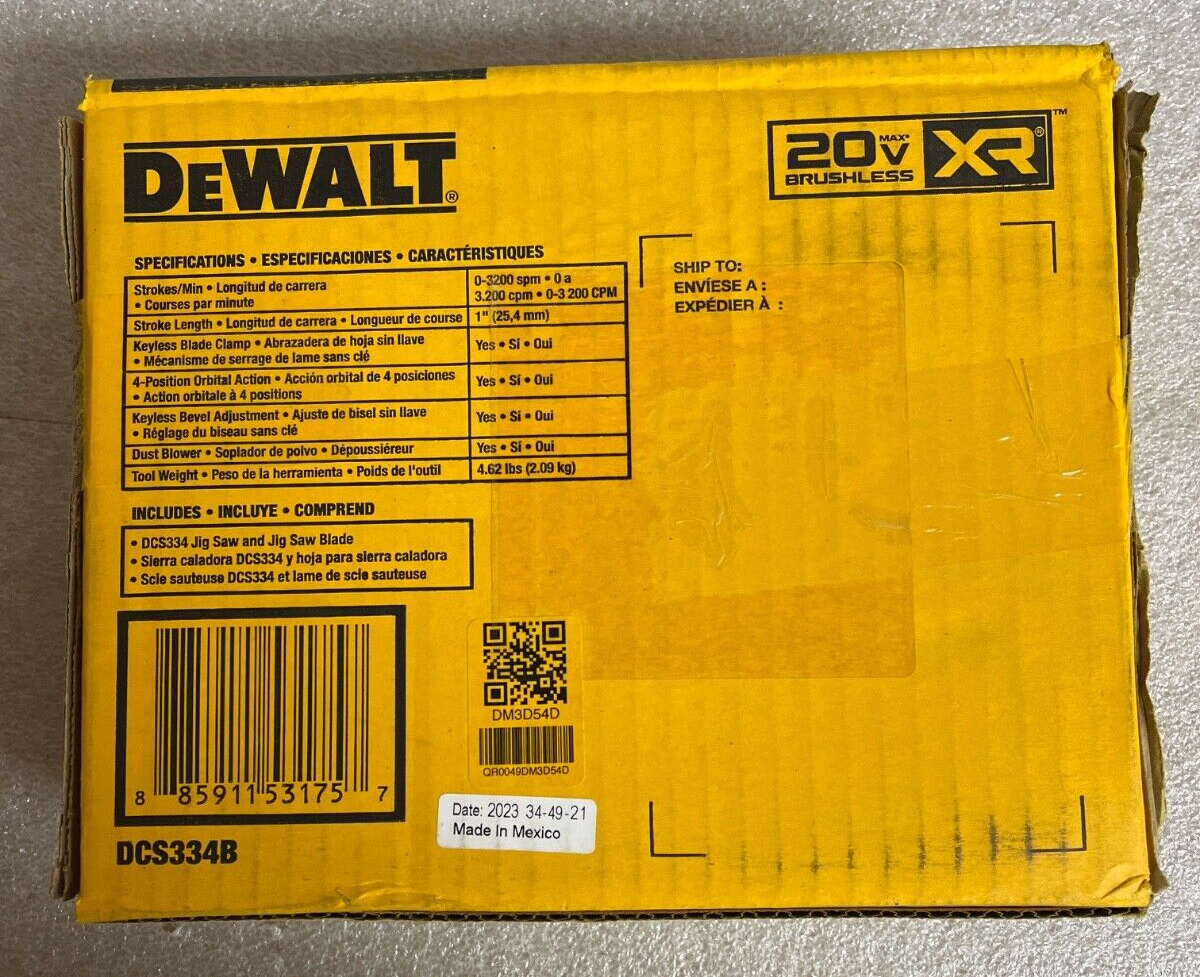 DEWALT®
20V MAX* BRUSHLESS XR® ™
SPECIFICATIONS • ESPECIFICACIONES • CARACTÉRISTIQUES
Strokes/Min • Longitud de carrera
• Courses par minute
0-3200 spm • 0 a
3.200 cpm • 0-3 200 CPM
Stroke Length • Longitud de carrera • Longueur de course
1" (25,4 mm)
Keyless Blade Clamp • Abrazadera de hoja sin llave
• Mécanisme de serrage de lame sans clé
Yes • Sí • Oui
4-Position Orbital Action • Acción orbital de 4 posiciones
• Action orbitale à 4 positions
Yes • Sí • Oui
Keyless Bevel Adjustment • Ajuste de bisel sin llave
• Réglage du biseau sans clé
Yes • Sí • Oui
Dust Blower • Soplador de polvo • Dépoussiéreur
Yes • Sí • Oui
Tool Weight • Peso de la herramienta • Poids de l'outil
4.62 lbs (2.09 kg)
SHIP TO:
ENVÍESE A :
EXPÉDIER À :
INCLUDES • INCLUYE • COMPREND
• DCS334 Jig Saw and Jig Saw Blade
• Sierra caladora DCS334 y hoja para sierra caladora
• Scie sauteuse DCS334 et lame de scie sauteuse
8 85911 53175 7
DCS334B
DM3D54D
QR0049DM3D54D
Date: 2023 34-49-21
Made In Mexico